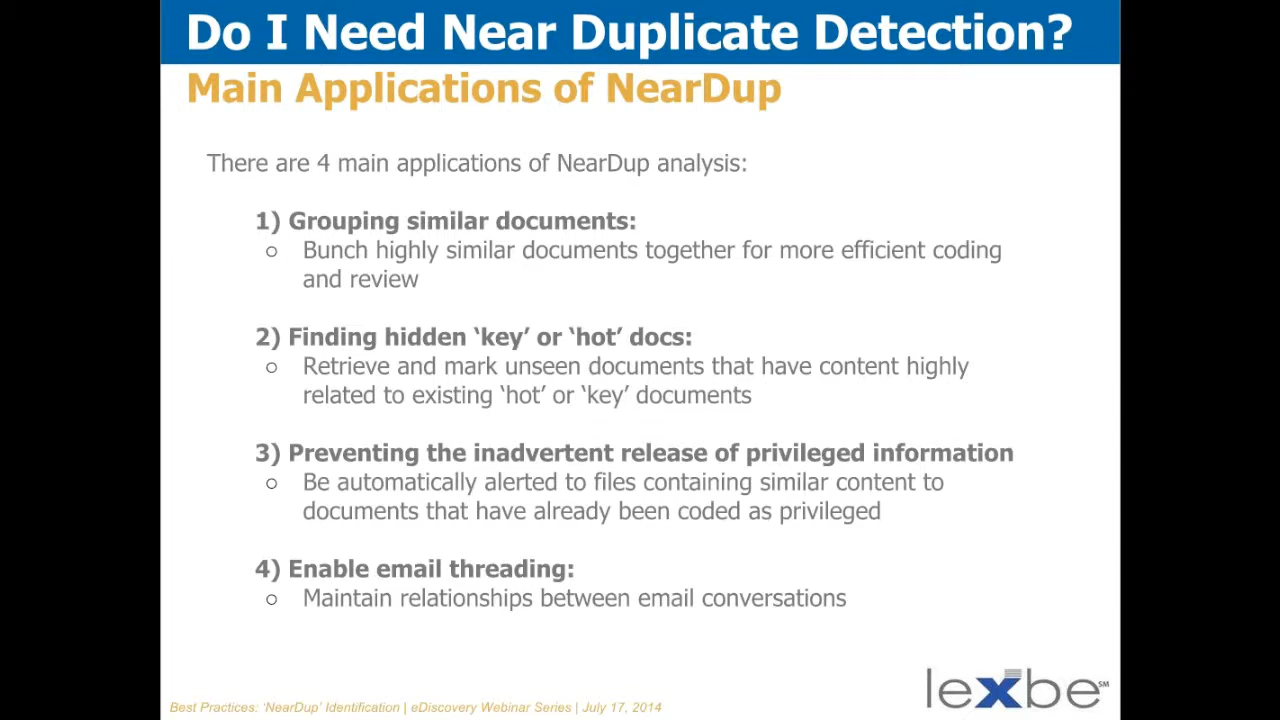 Do I Need Near Duplicate Detection?
Main Applications of NearDup
There are 4 main applications of NearDup analysis:
1) Grouping similar documents:
○ Bunch highly similar documents together for more efficient coding
and review
2) Finding hidden ‘key’ or ‘hot’ docs:
○ Retrieve and mark unseen documents that have content highly
related to existing ‘hot’ or ‘key’ documents
3) Preventing the inadvertent release of privileged information
○ Be automatically alerted to files containing similar content to
documents that have already been coded as privileged
4) Enable email threading:
○ Maintain relationships between email conversations
lexbe℠
Best Practices: ‘NearDup’ Identification | eDiscovery Webinar Series | July 17, 2014